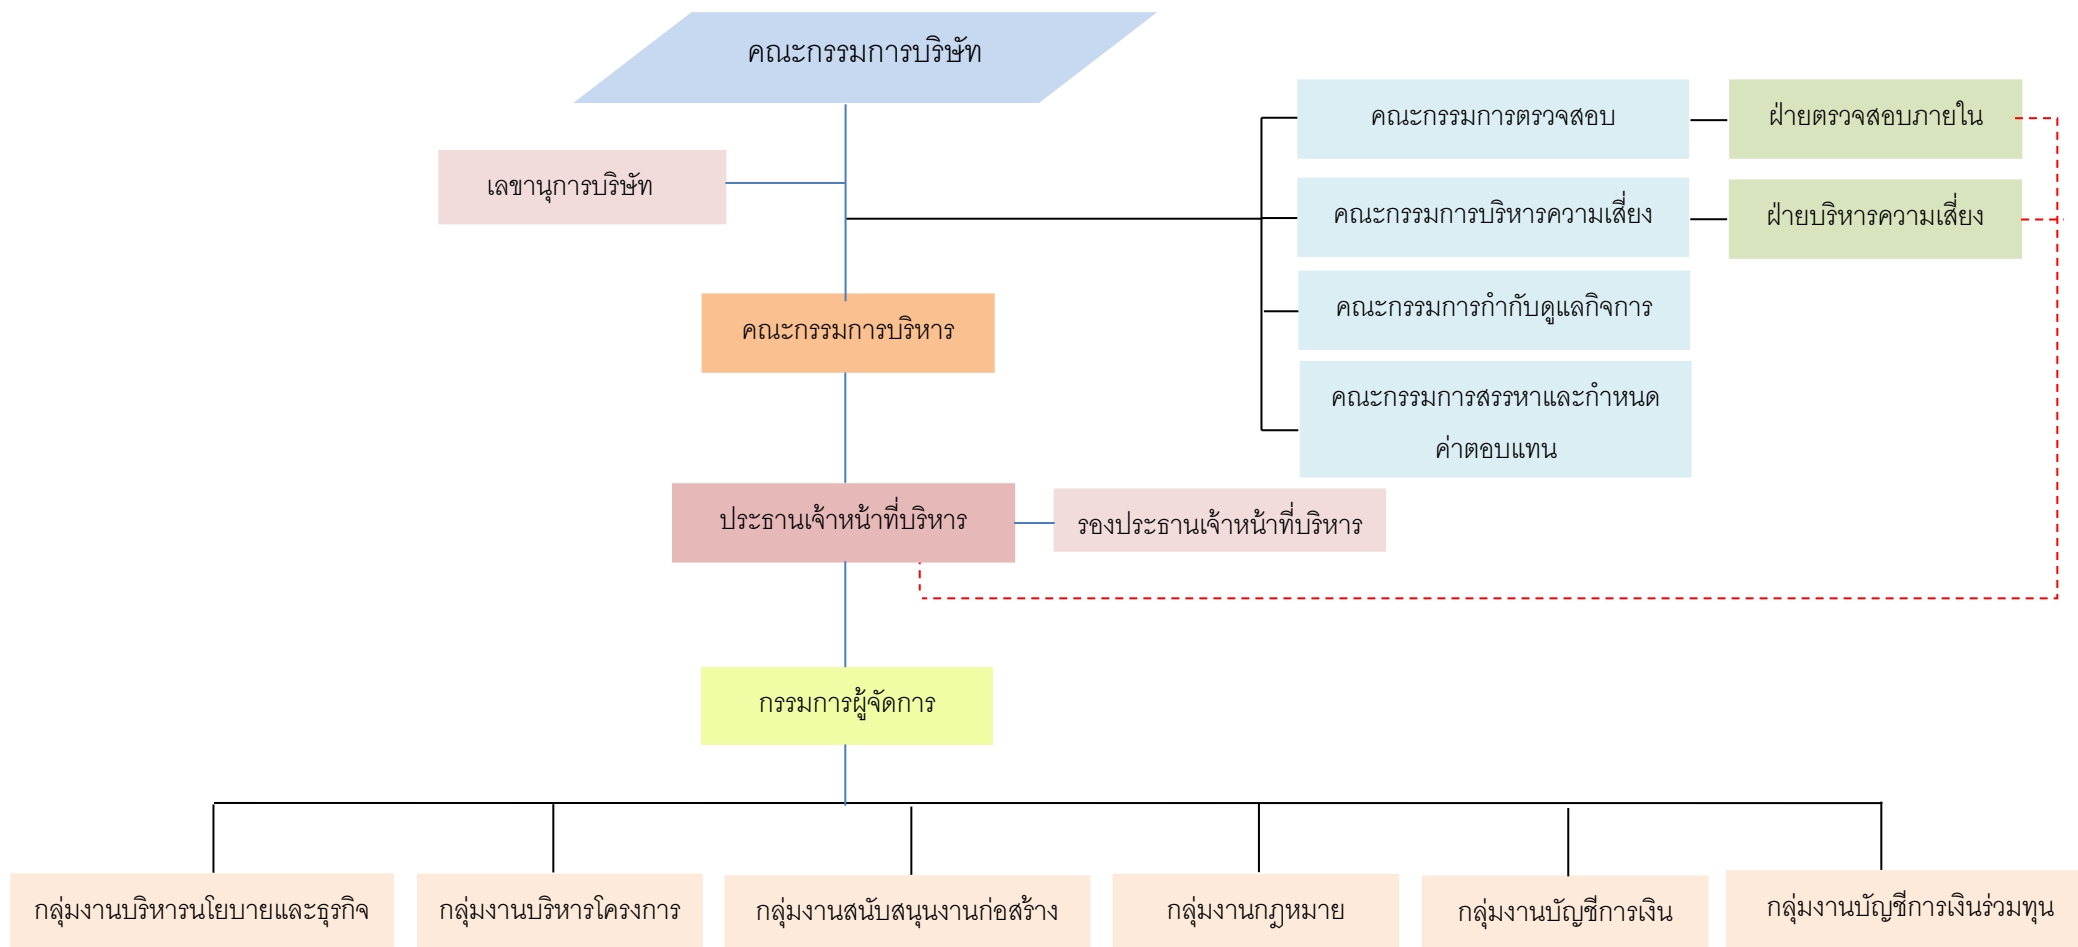 คณะกรรมการบริษัท
คณะกรรมการตรวจสอบ
ฝ่ายตรวจสอบภายใน
เลขานุการบริษัท
คณะกรรมการบริหารความเสี่ยง
ฝ่ายบริหารความเสี่ยง
คณะกรรมการบริหาร
คณะกรรมการกำกับดูแลกิจการ
คณะกรรมการสรรหาและกำหนด
ค่าตอบแทน
ประธานเจ้าหน้าที่บริหาร
รองประธานเจ้าหน้าที่บริหาร
กรรมการผู้จัดการ
กลุ่มงานบริหารนโยบายและธุรกิจ
กลุ่มงานบริหารโครงการ
กลุ่มงานสนับสนุนงานก่อสร้าง
กลุ่มงานกฎหมาย
กลุ่มงานบัญชีการเงิน
กลุ่มงานบัญชีการเงินร่วมทุน